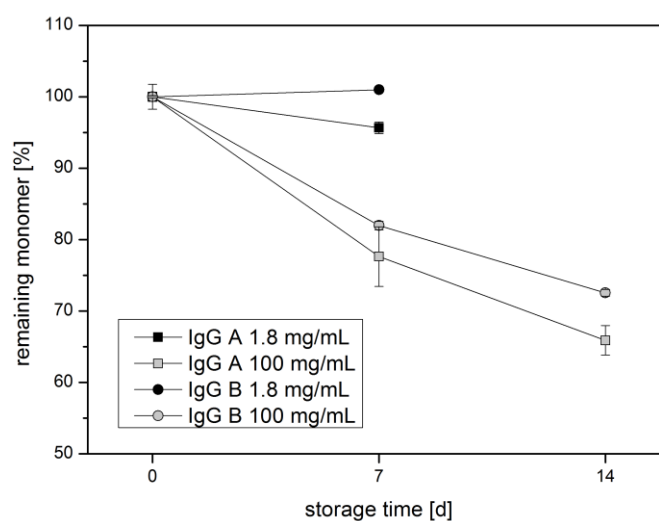 110
100
90
80
70
60
50
remaining monomer [%]
IgG A 1.8 mg/mL
IgG A 100 mg/mL
IgG B 1.8 mg/mL
IgG B 100 mg/mL
0 7 14
storage time [d]